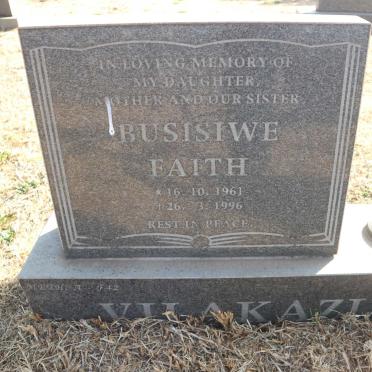 IN LOVING MEMORY OF
MY DAUGHTER,
MOTHER AND OUR SISTER
BUSISIWE
FAITH
* 16. 10. 1961
† 26. 3. 1996
REST IN PEACE
VILAKAZI